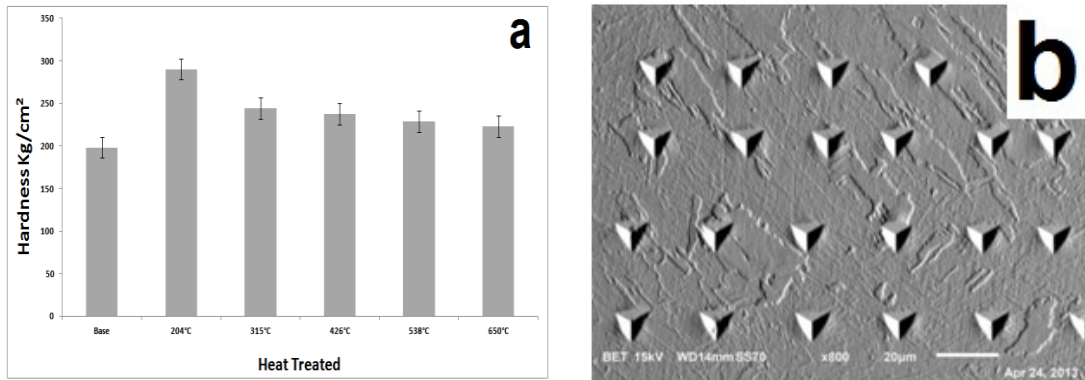 a
350
300
250
200
150
100
50
0
Hardness Kg/cm²
Base 204°C 315°C 426°C 538°C 650°C
Heat Treated
b
BET 15kV WD14mm SS70 x800 20µm
Apr 24, 2013